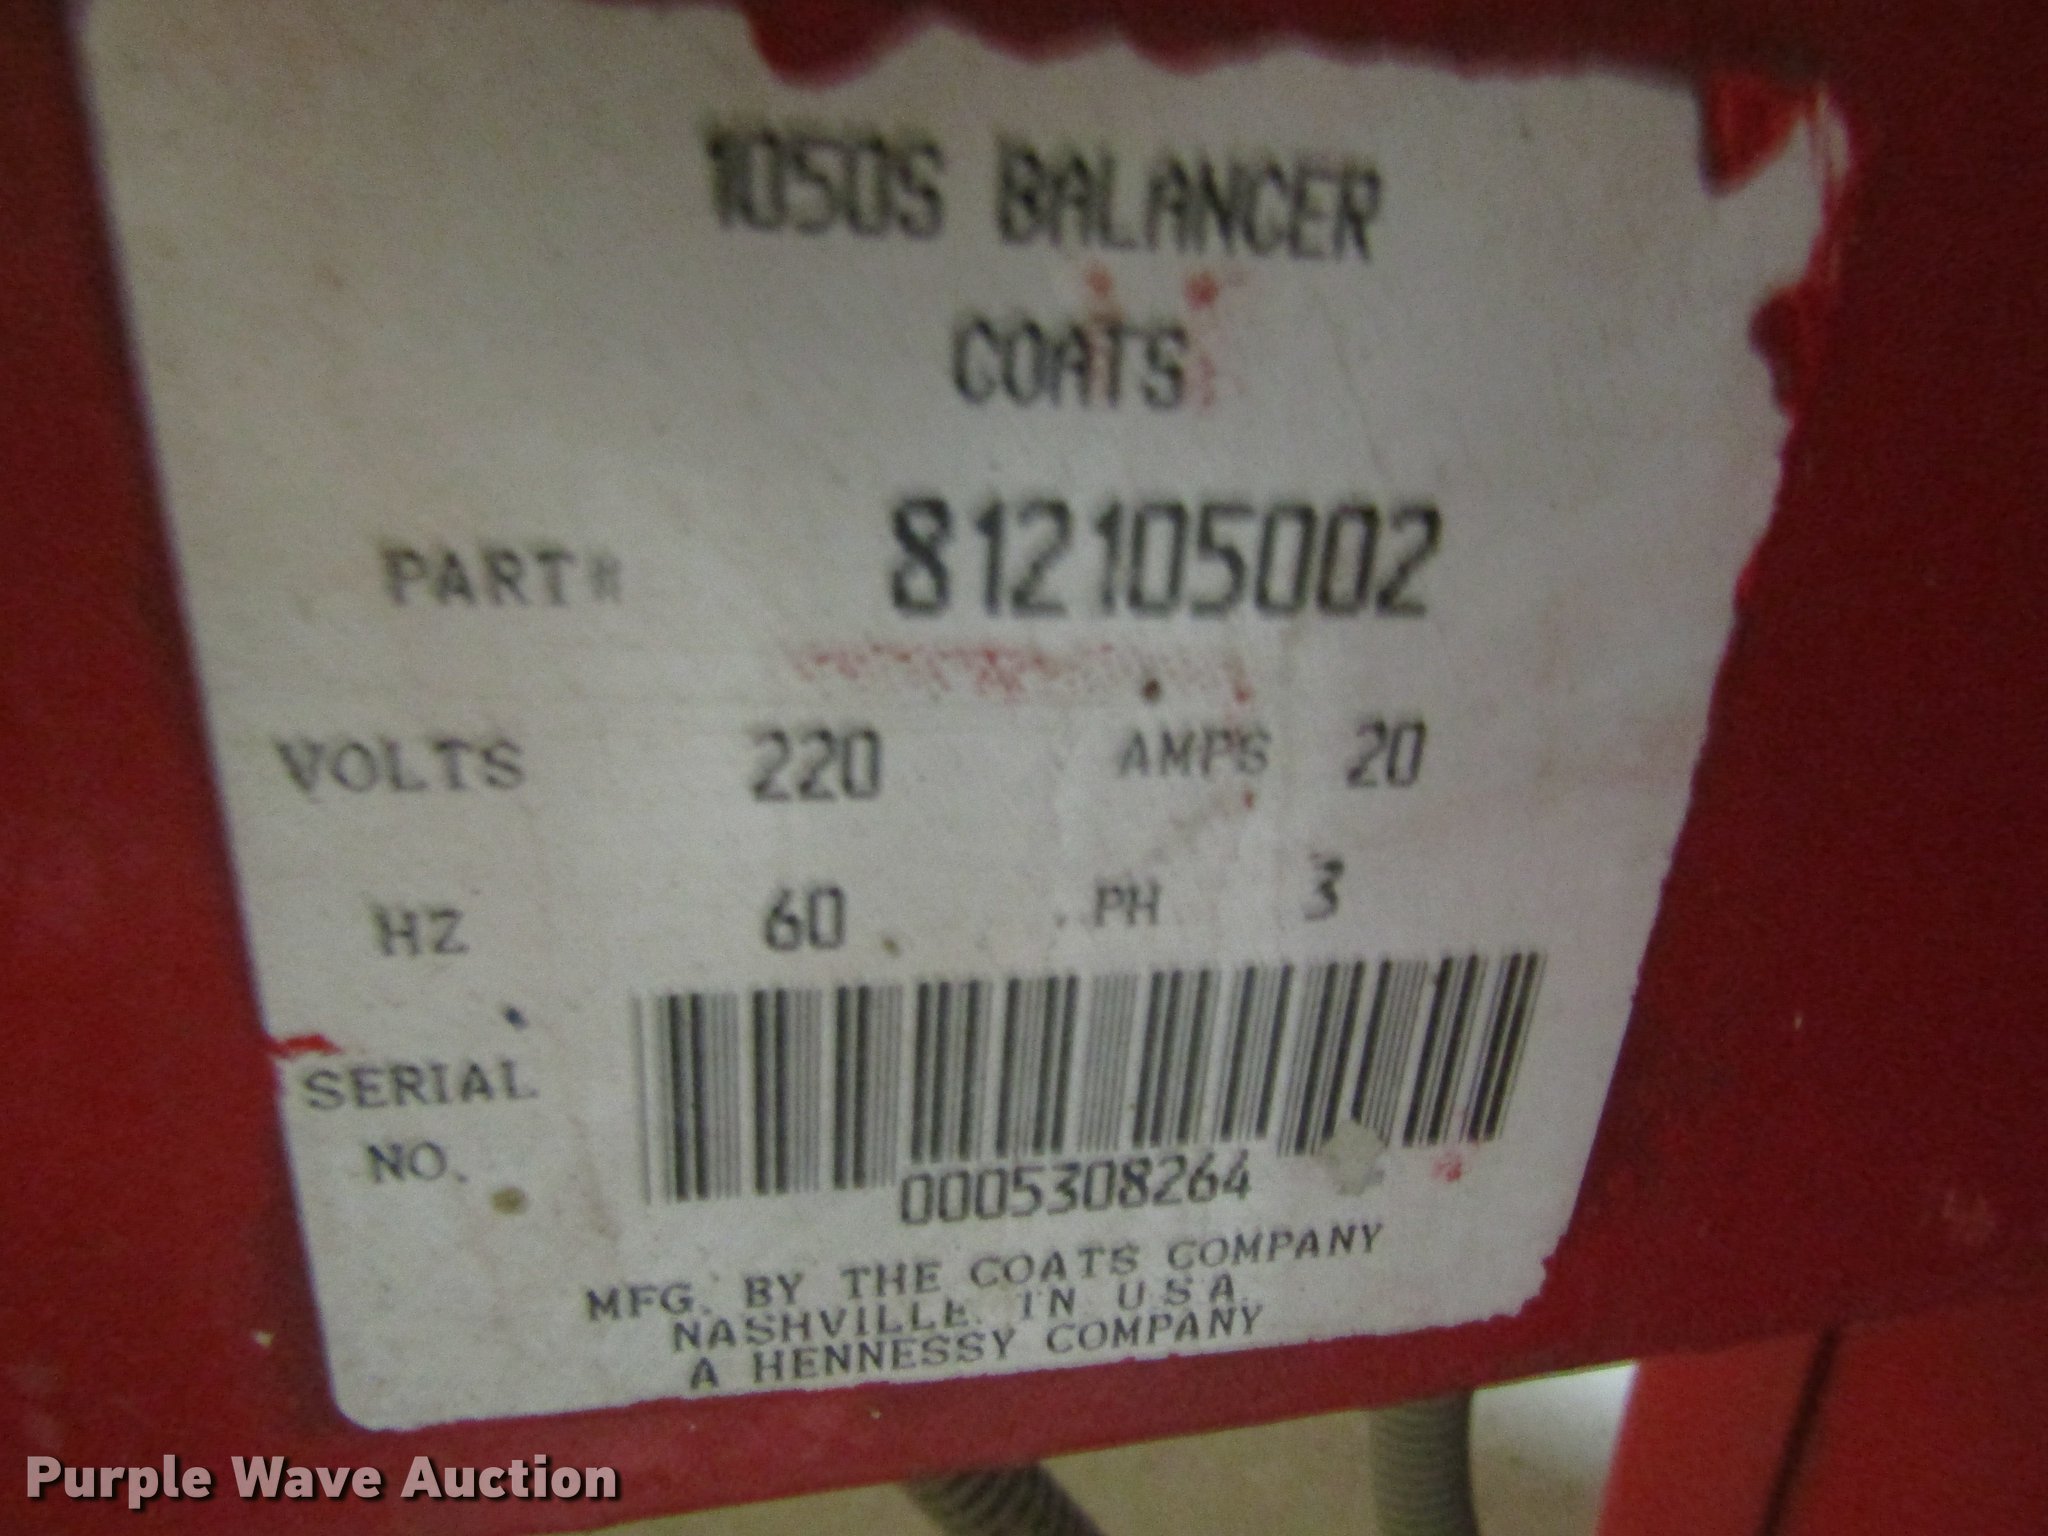 1050S BALANCER
COATS
PART# 812105002
VOLTS 220 AMPS 20
HZ 60 PH 3
SERIAL
NO.
0005308264
MFG. BY THE COATS COMPANY
NASHVILLE. IN U S A.
A HENNESSY COMPANY
Purple Wave Auction